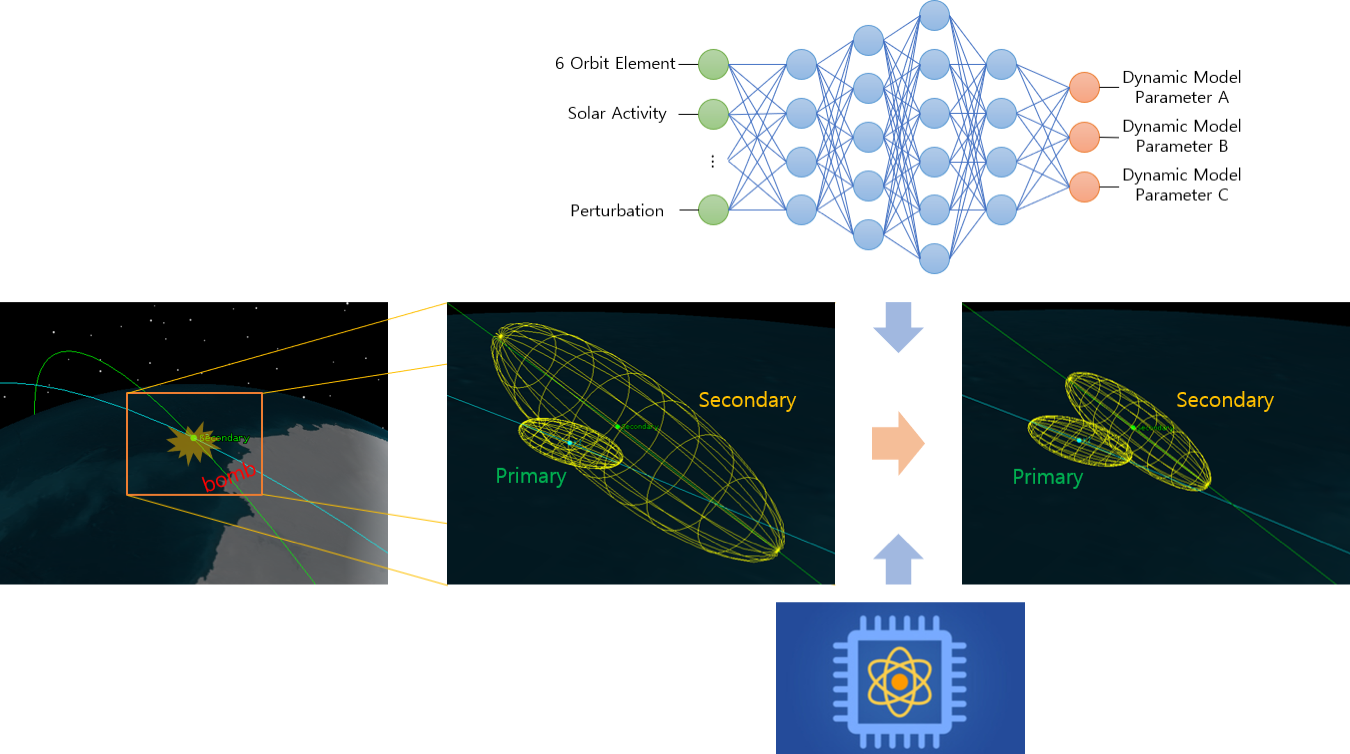 6 Orbit Element
Solar Activity
⋮
Perturbation
Dynamic Model
Parameter A
Dynamic Model
Parameter B
Dynamic Model
Parameter C
Secondary
bomb
Secondary
Secondary
Primary
Secondary
Secondary
Primary